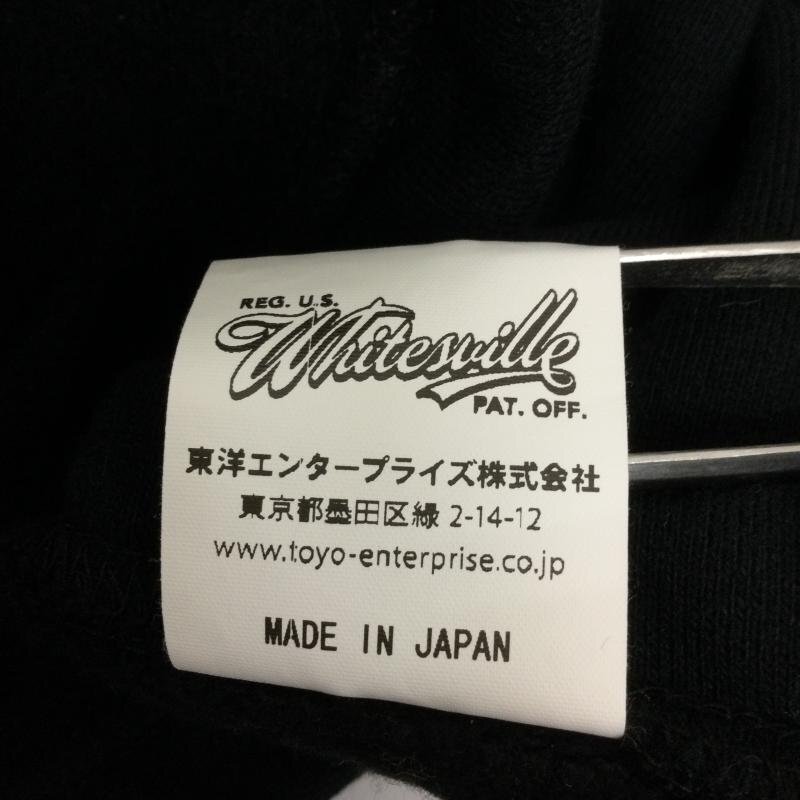 REG. U.S.
Whitesville
PAT. OFF.
東洋エンタープライズ株式会社
東京都墨田区緑 2-14-12
www.toyo-enterprise.co.jp
MADE IN JAPAN